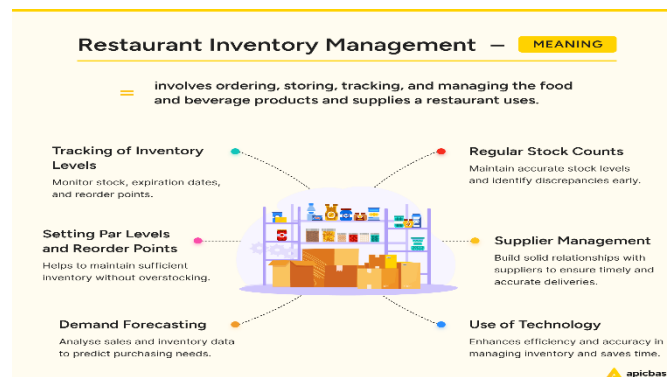 Restaurant Inventory Management – MEANING
= involves ordering, storing, tracking, and managing the food
and beverage products and supplies a restaurant uses.
Tracking of Inventory
Levels
Monitor stock, expiration dates,
and reorder points.
Regular Stock Counts
Maintain accurate stock levels
and identify discrepancies early.
Setting Par Levels
and Reorder Points
Helps to maintain sufficient
inventory without overstocking.
Supplier Management
Build solid relationships with
suppliers to ensure timely and
accurate deliveries.
Demand Forecasting
Analyse sales and inventory data
to predict purchasing needs.
Use of Technology
Enhances efficiency and accuracy in
managing inventory and saves time.
apicbas